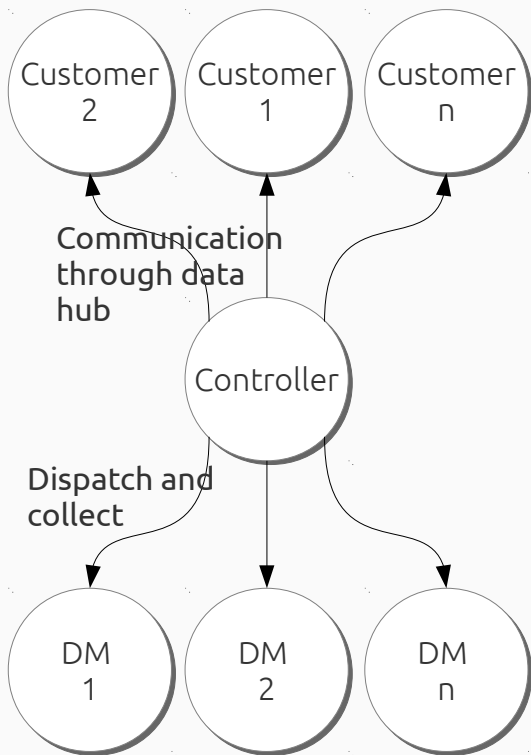 Customer
2
Customer
1
Customer
n
Communication
through data
hub
Controller
Dispatch and
collect
DM
1
DM
2
DM
n